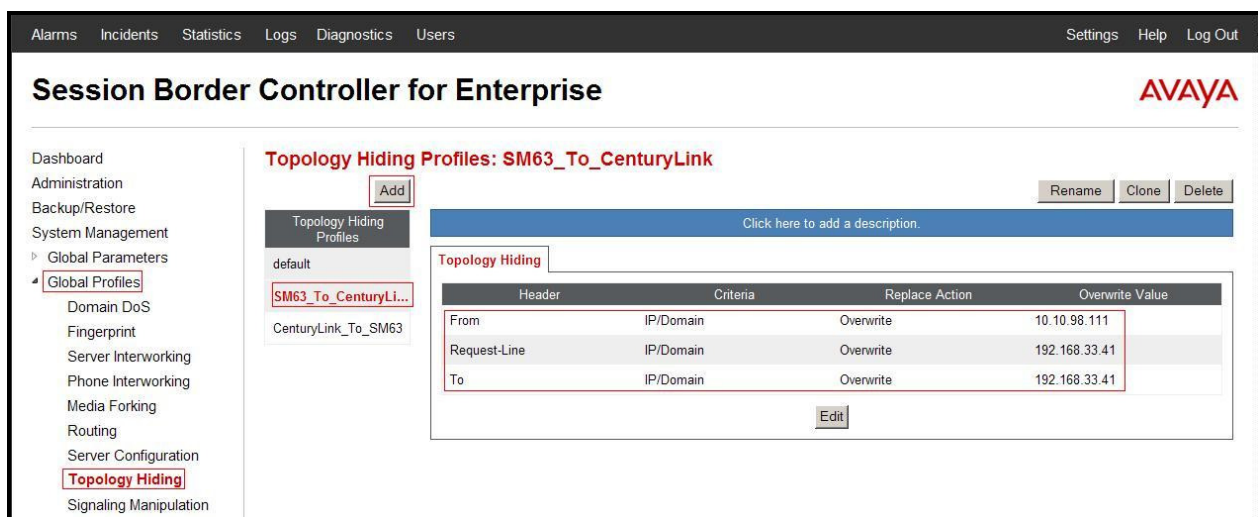 Alarms Incidents Statistics Logs Diagnostics Users Settings Help Log Out
Session Border Controller for Enterprise
AVAYA
Dashboard
Administration
Backup/Restore
System Management
Global Parameters
Global Profiles
Domain DoS
Fingerprint
Server Interworking
Phone Interworking
Media Forking
Routing
Server Configuration
Topology Hiding
Signaling Manipulation
Topology Hiding Profiles: SM63_To_CenturyLink
Add
Rename Clone Delete
Topology Hiding
Profiles
default
SM63_To_CenturyLi...
CenturyLink_To_SM63
Click here to add a description.
Topology Hiding
Header Criteria Replace Action Overwrite Value
From IP/Domain Overwrite 10.10.98.111
Request-Line IP/Domain Overwrite 192.168.33.41
To IP/Domain Overwrite 192.168.33.41
Edit